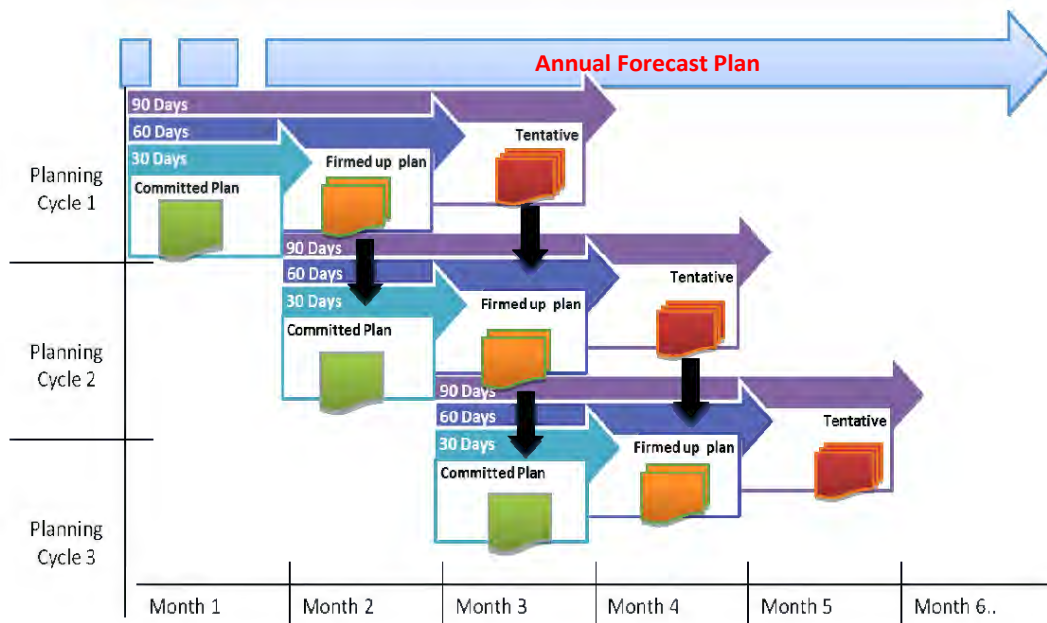 Annual Forecast Plan
90 Days
60 Days
30 Days
Tentative
Firmed up plan
Committed Plan
Planning
Cycle 1
90 Days
60 Days
30 Days
Tentative
Firmed up plan
Committed Plan
Planning
Cycle 2
90 Days
60 Days
30 Days
Tentative
Firmed up plan
Committed Plan
Planning
Cycle 3
Month 1
Month 2
Month 3
Month 4
Month 5
Month 6..